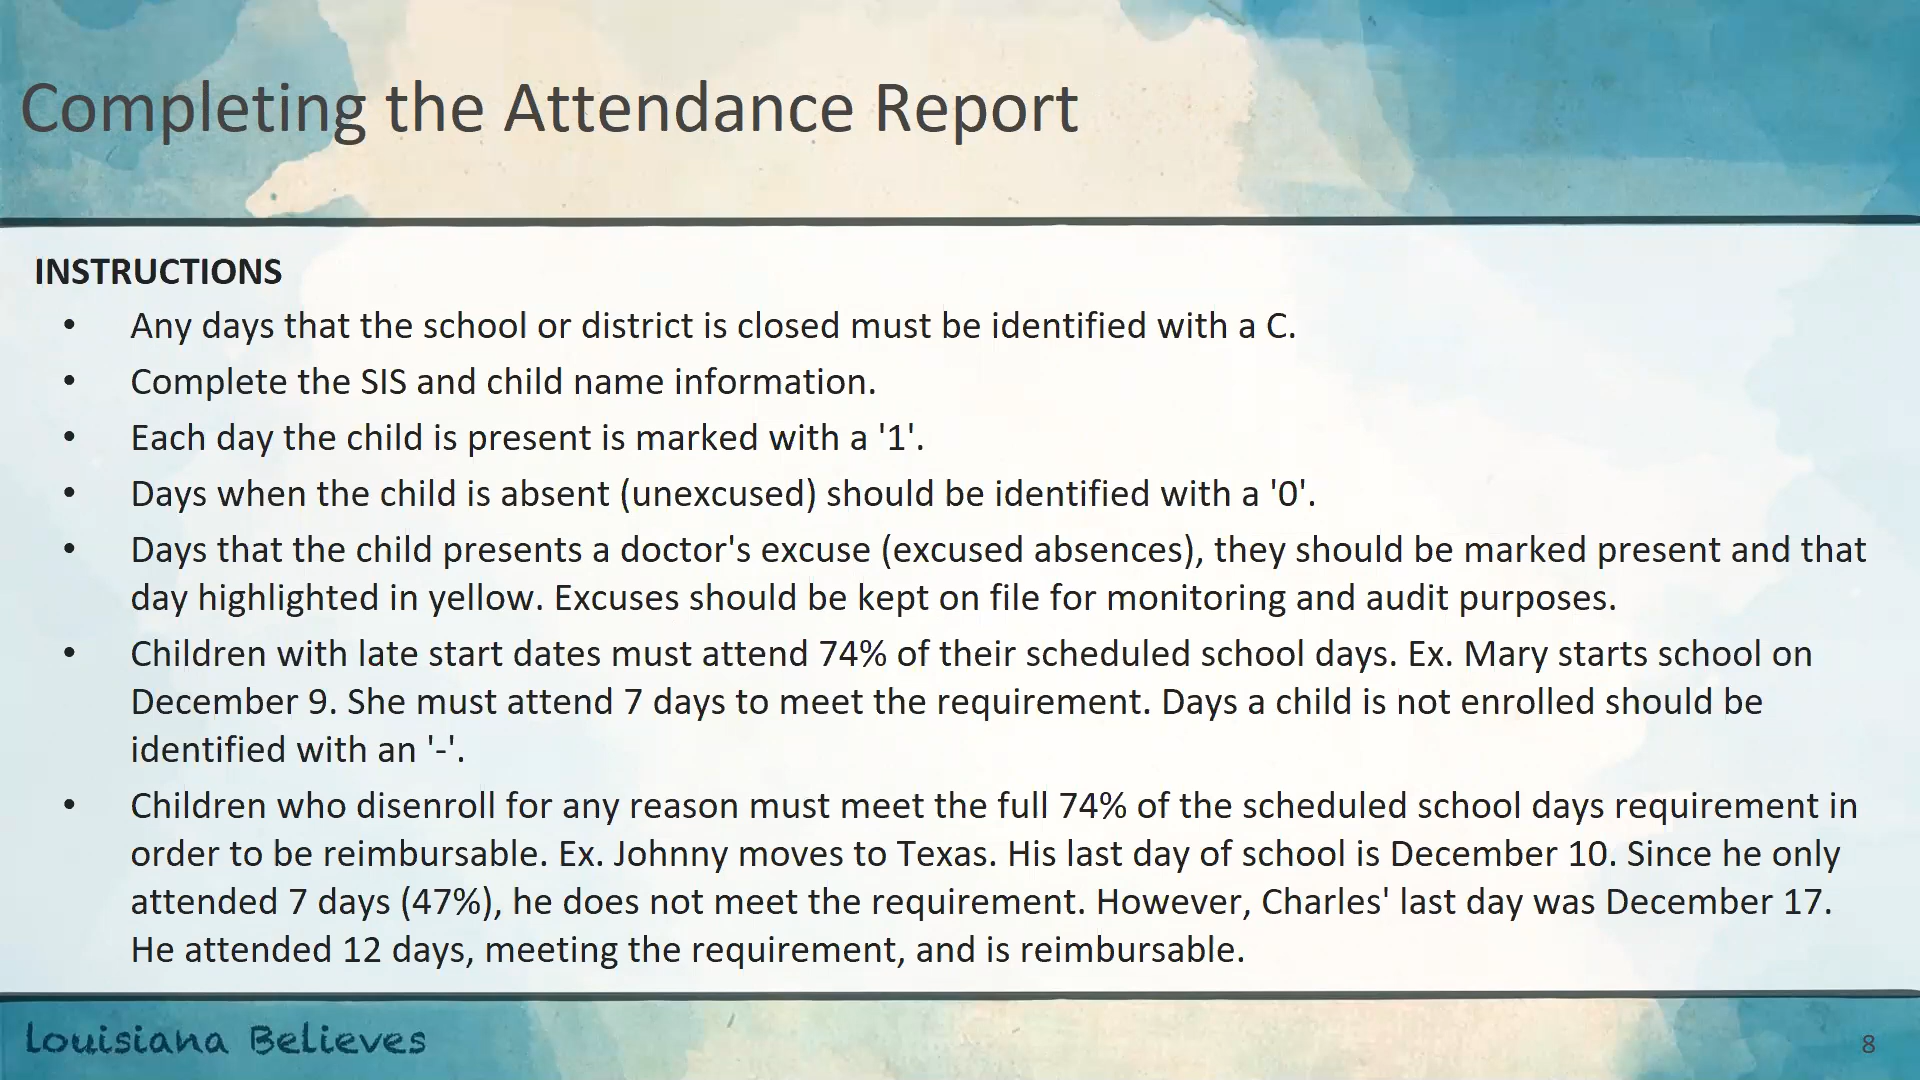 Completing the Attendance Report
INSTRUCTIONS
• Any days that the school or district is closed must be identified with a C.
• Complete the SIS and child name information.
• Each day the child is present is marked with a '1'.
• Days when the child is absent (unexcused) should be identified with a '0'.
• Days that the child presents a doctor's excuse (excused absences), they should be marked present and that
day highlighted in yellow. Excuses should be kept on file for monitoring and audit purposes.
• Children with late start dates must attend 74% of their scheduled school days. Ex. Mary starts school on
December 9. She must attend 7 days to meet the requirement. Days a child is not enrolled should be
identified with an '-'.
• Children who disenroll for any reason must meet the full 74% of the scheduled school days requirement in
order to be reimbursable. Ex. Johnny moves to Texas. His last day of school is December 10. Since he only
attended 7 days (47%), he does not meet the requirement. However, Charles' last day was December 17.
He attended 12 days, meeting the requirement, and is reimbursable.
Louisiana Believes
8